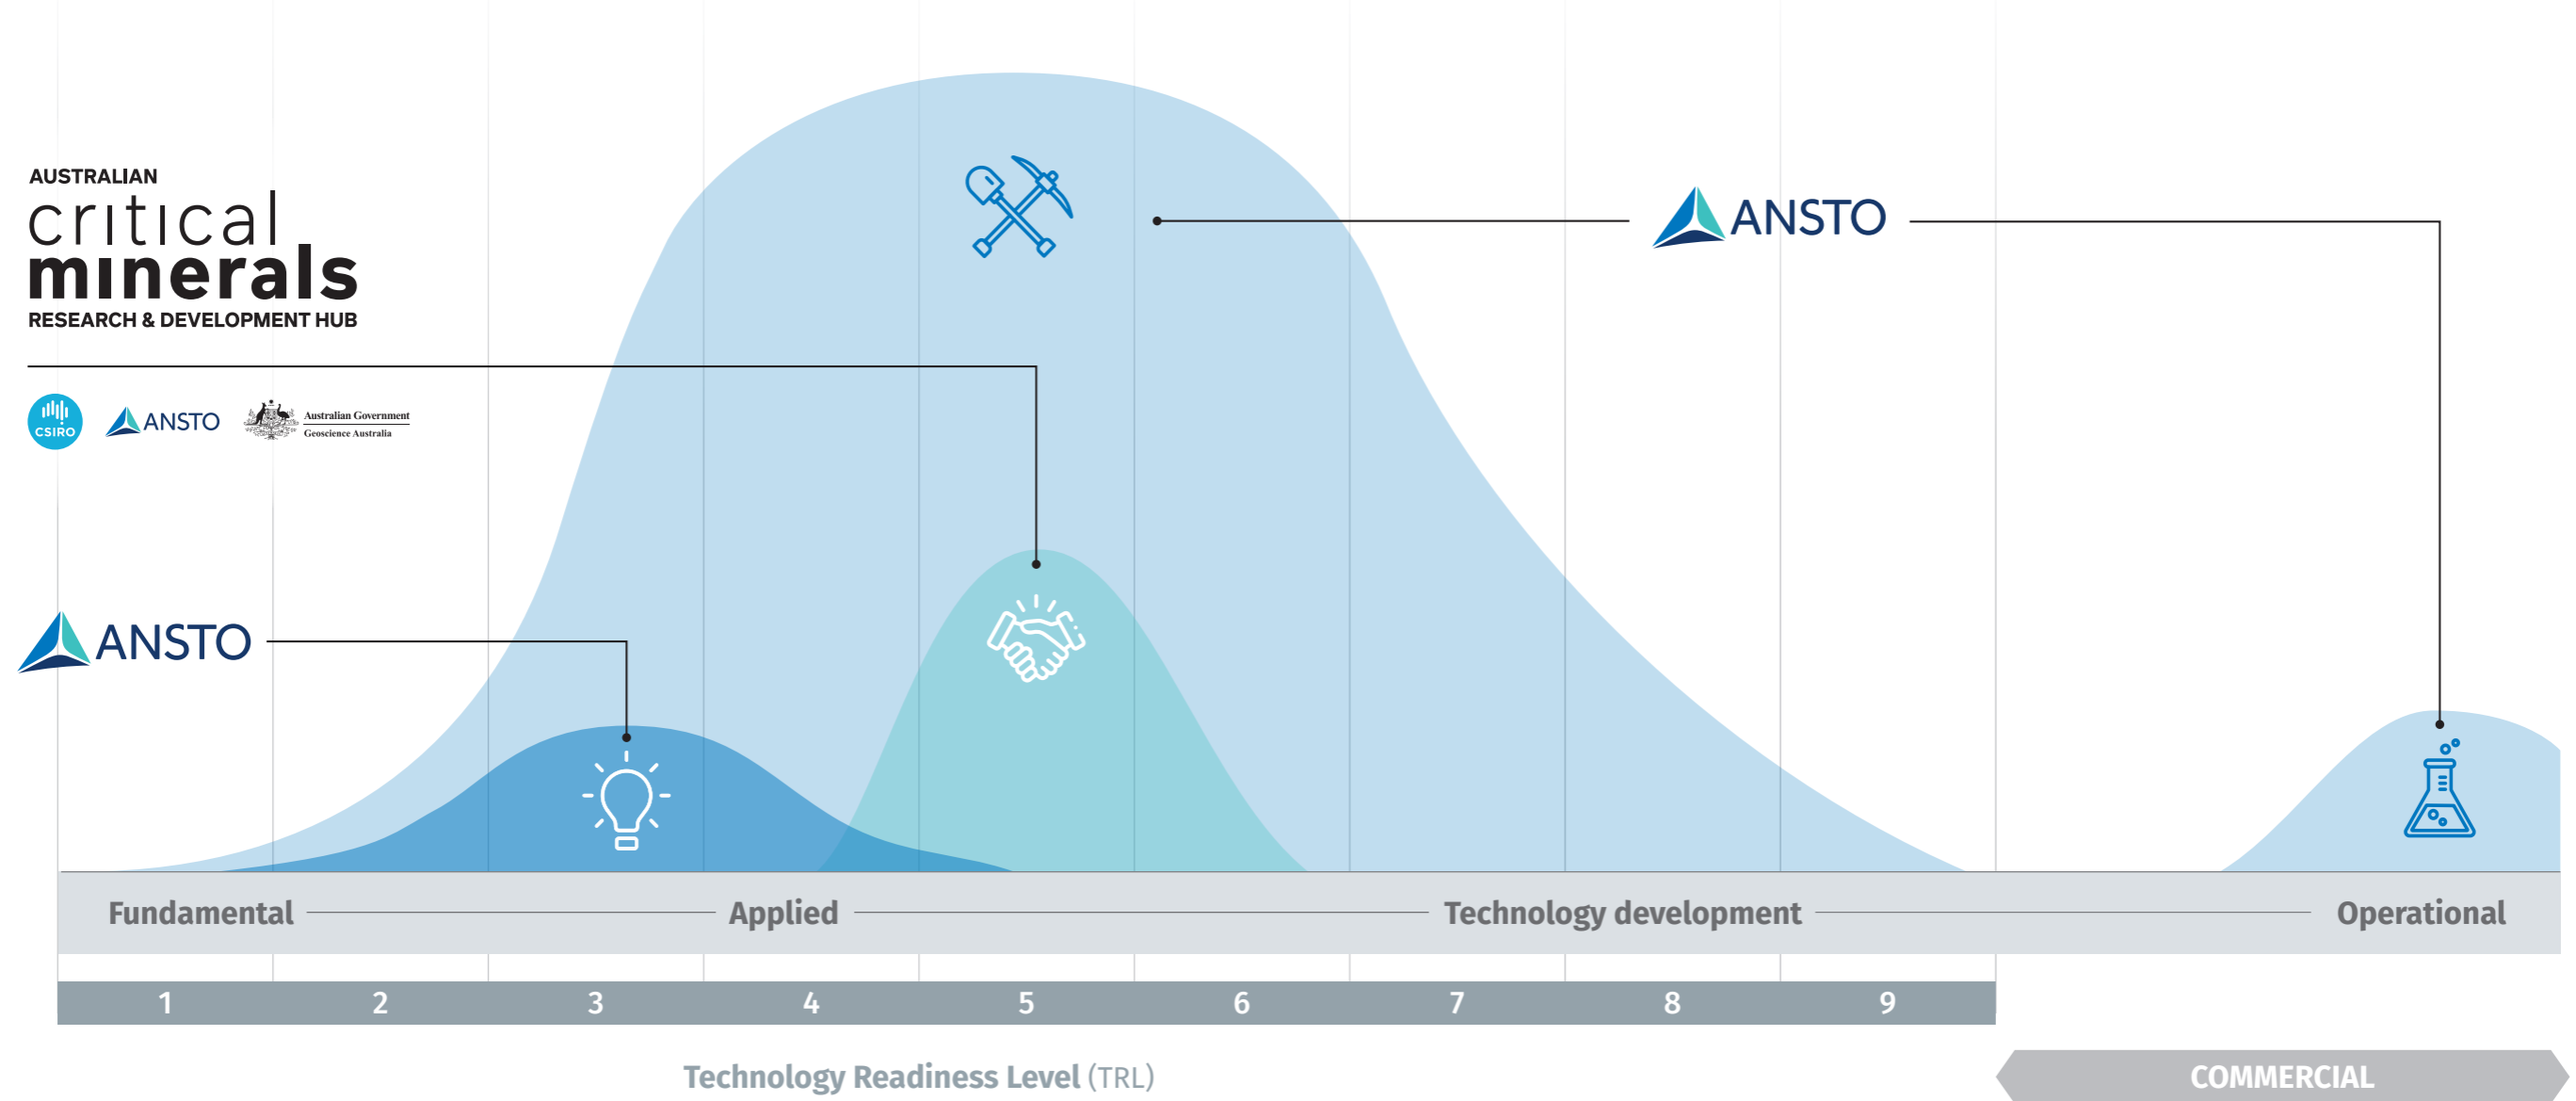 AUSTRALIAN
critical
minerals
RESEARCH & DEVELOPMENT HUB
CSIRO
ANSTO
Australian Government
Geoscience Australia
ANSTO
ANSTO
Fundamental
Applied
Technology development
Operational
1 2 3 4 5 6 7 8 9
Technology Readiness Level (TRL)
COMMERCIAL